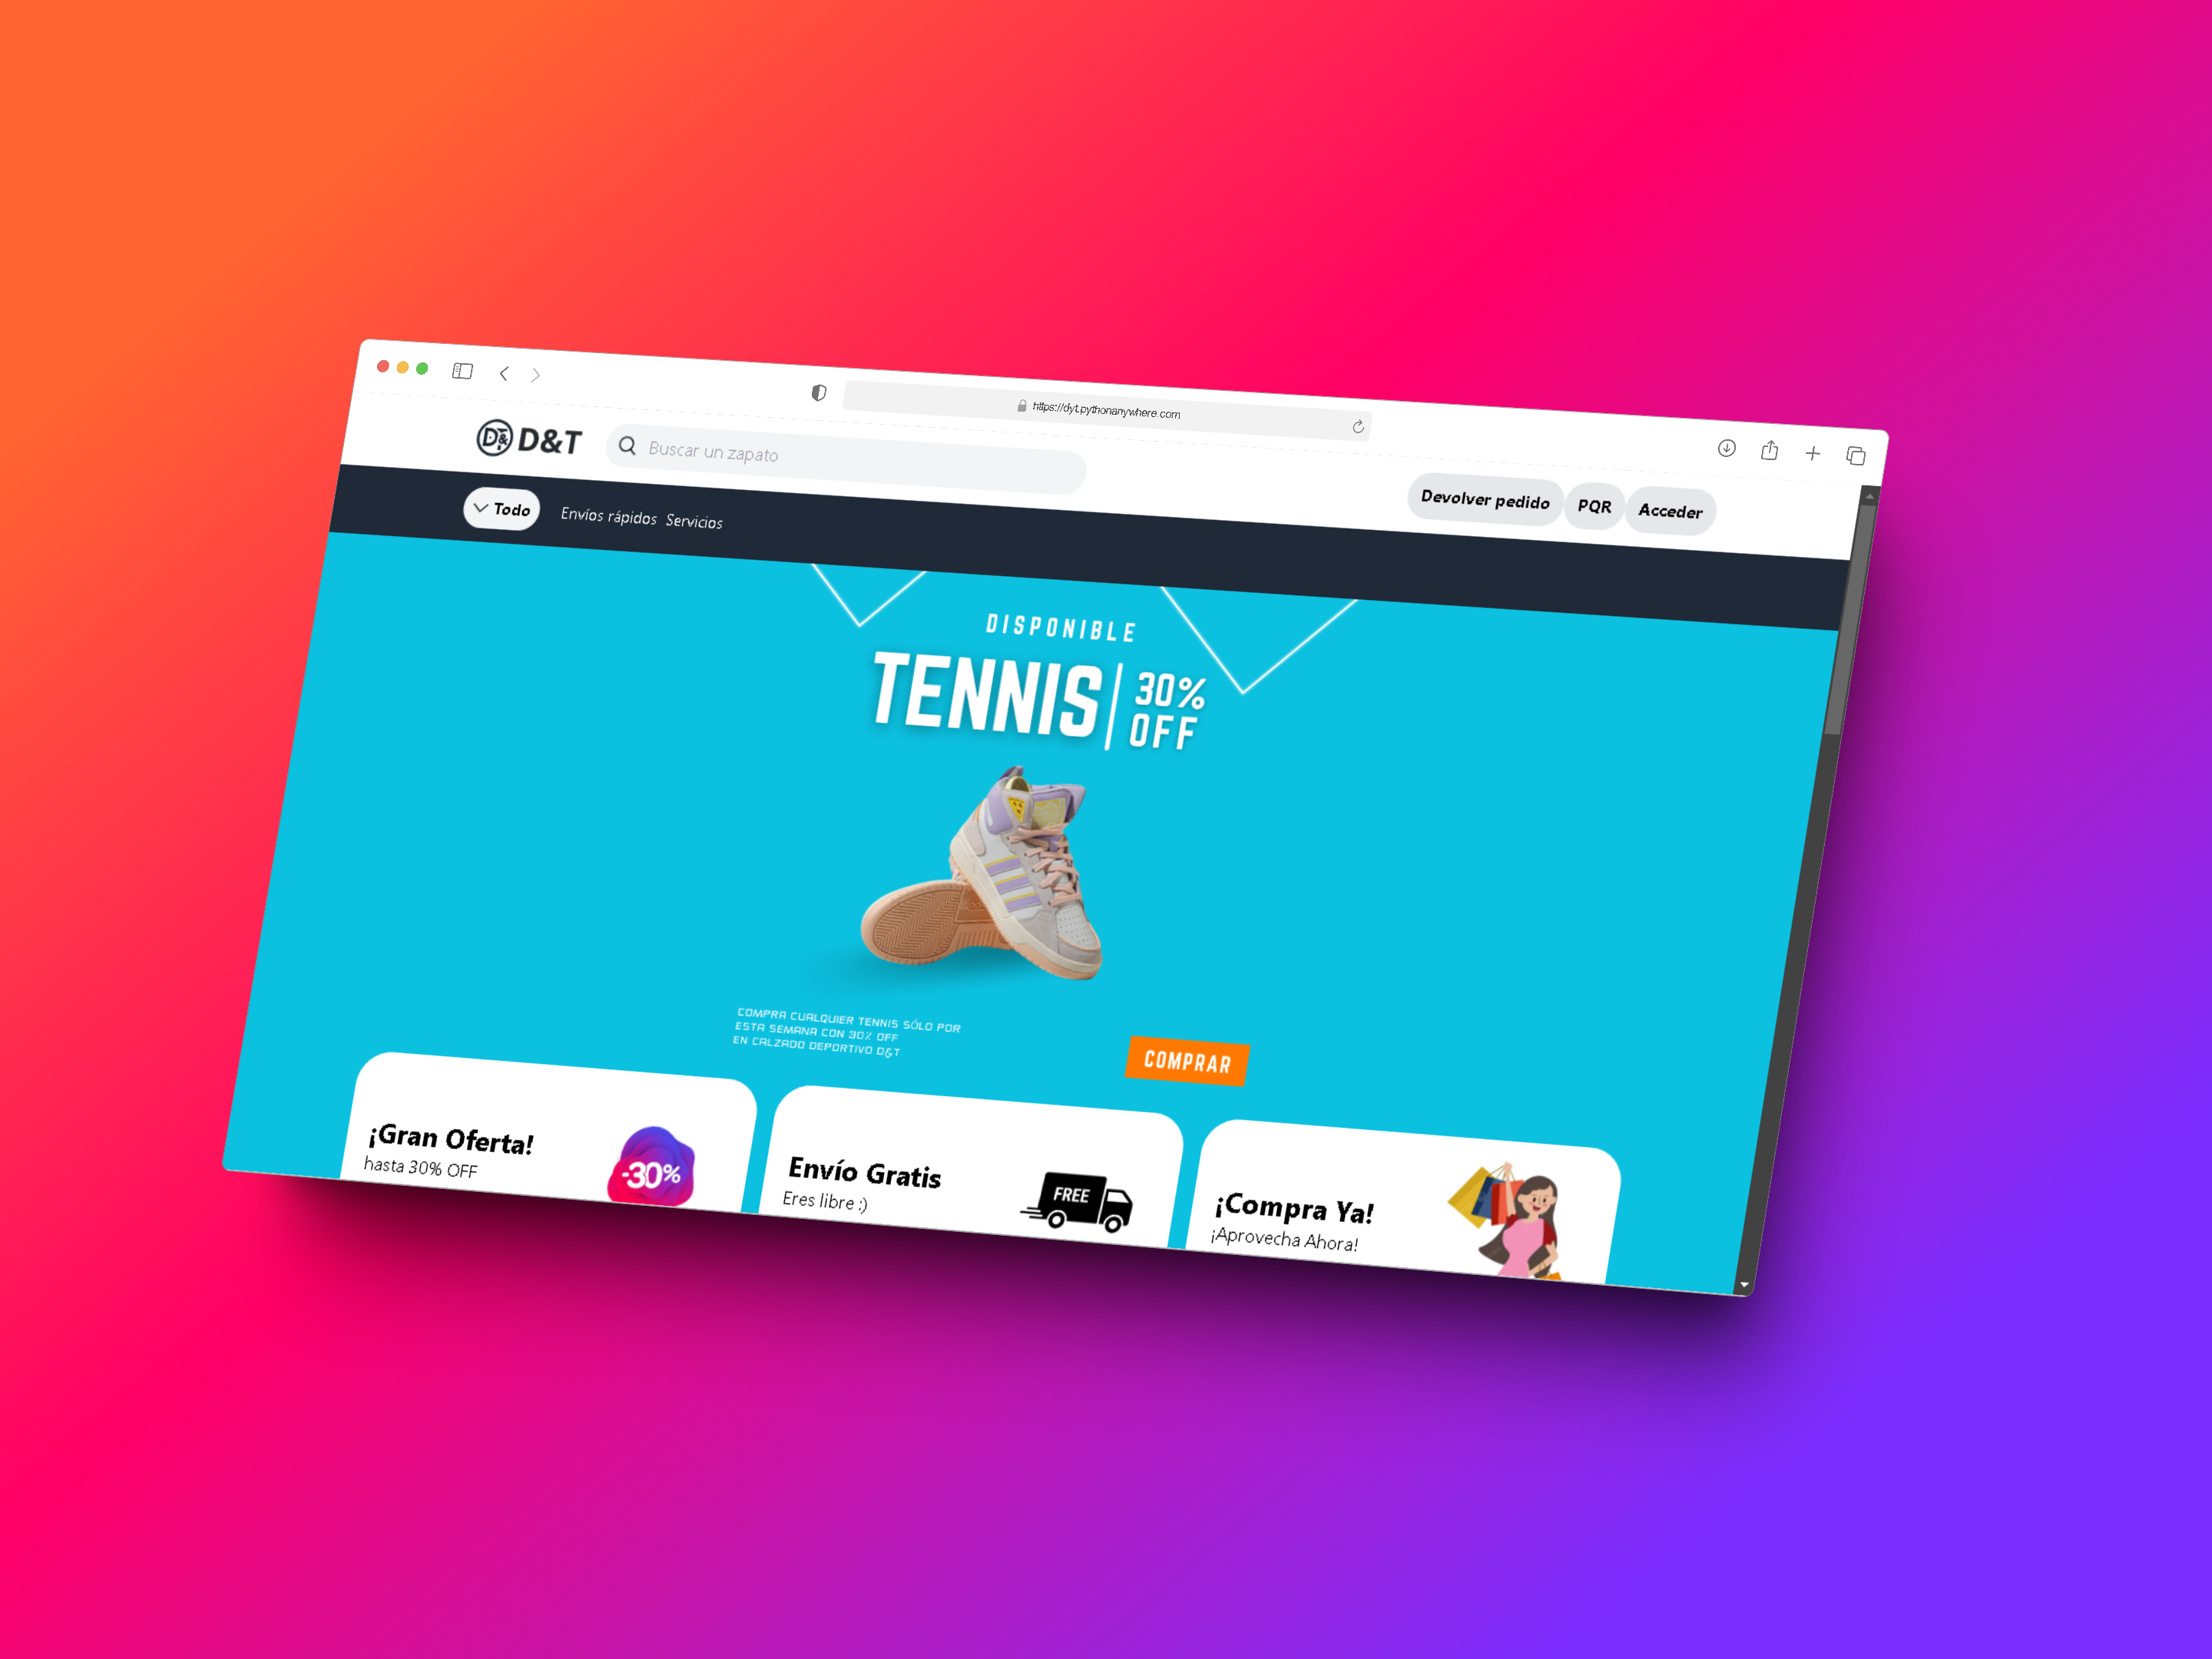 https://dyt.pythonanywhere.com
D&T D&T
Buscar un zapato
Devolver pedido
PQR
Acceder
Todo
Envíos rápidos
Servicios
DISPONIBLE
TENNIS
30%
OFF
COMPRA CUALQUIER TENNIS SÓLO POR
ESTA SEMANA CON 30% OFF
EN CALZADO DEPORTIVO D&T
COMPRAR
¡Gran Oferta!
hasta 30% OFF
-30%
Envío Gratis
Eres libre :)
FREE
¡Compra Ya!
¡Aprovecha Ahora!